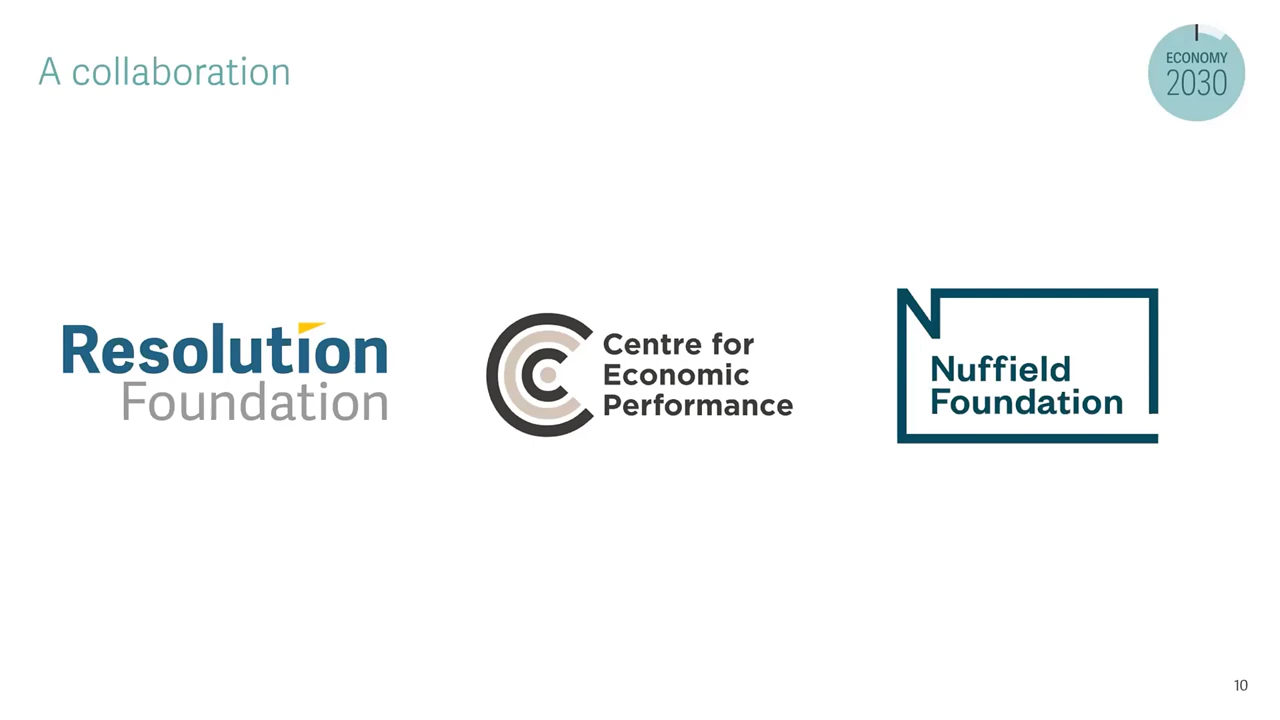 A collaboration
ECONOMY
2030
Resolution
Foundation
Centre for
Economic
Performance
N
Nuffield
Foundation
10